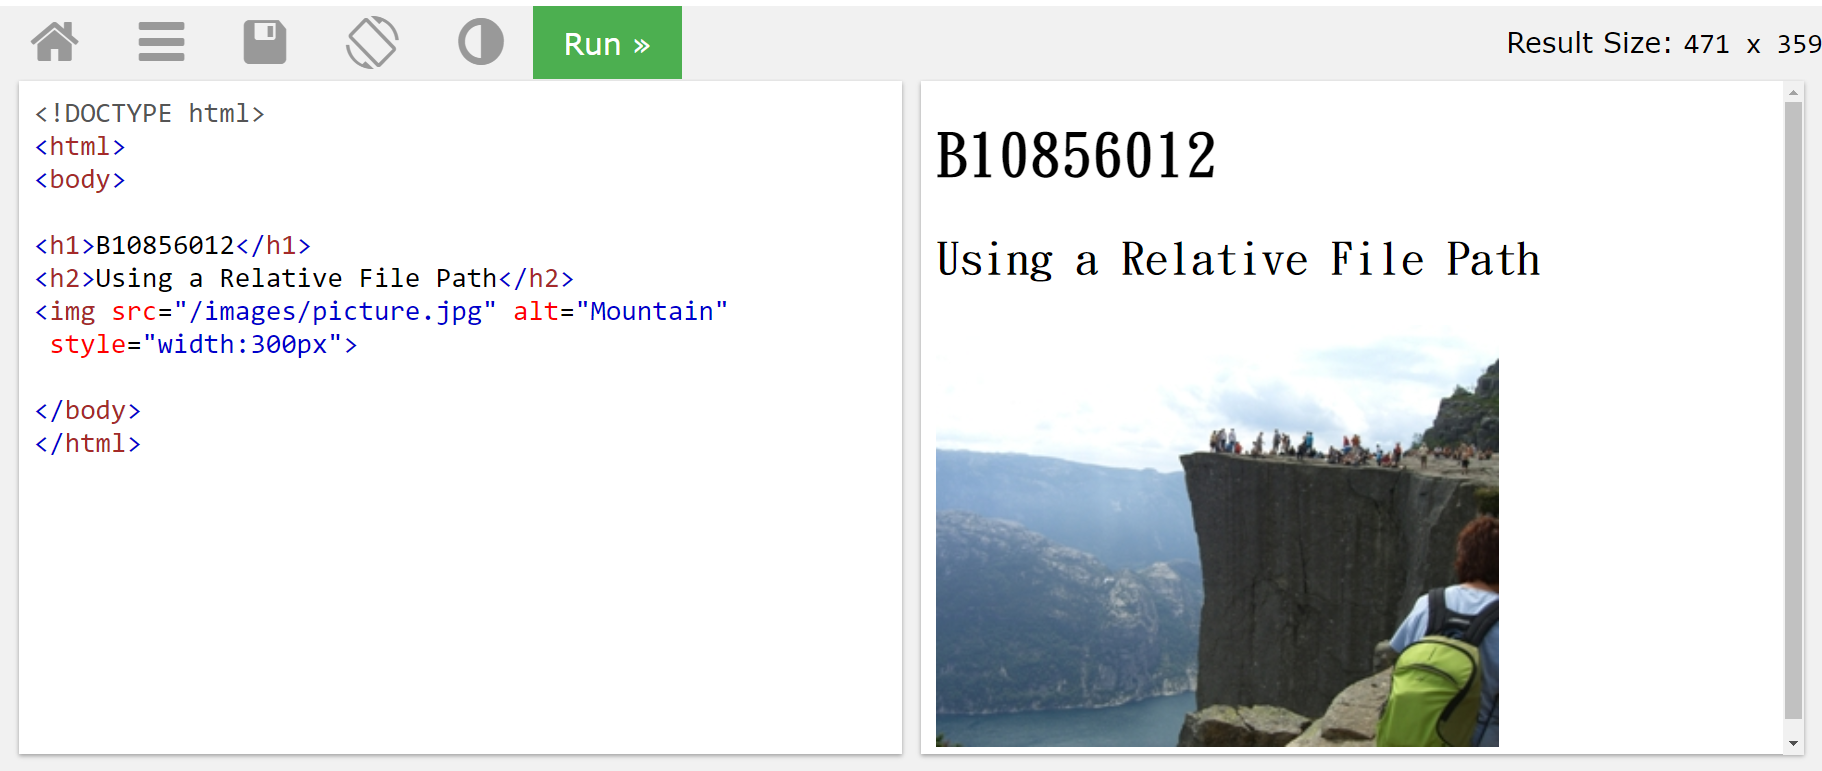 Run »
Result Size: 471 x 359
<!DOCTYPE html>
<html>
<body>
<h1>B10856012</h1>
<h2>Using a Relative File Path</h2>
<img src="/images/picture.jpg" alt="Mountain"
style="width:300px">
</body>
</html>
B10856012
Using a Relative File Path